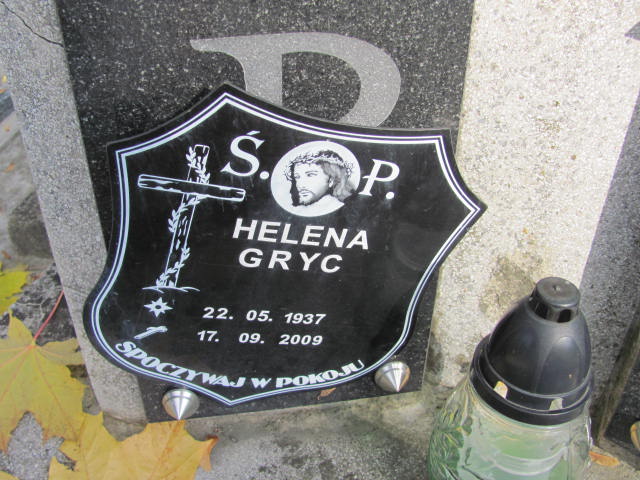 Ś. P.
HELENA
GRYC
22. 05. 1937
17. 09. 2009
SPOCZYWAJ W POKOJU